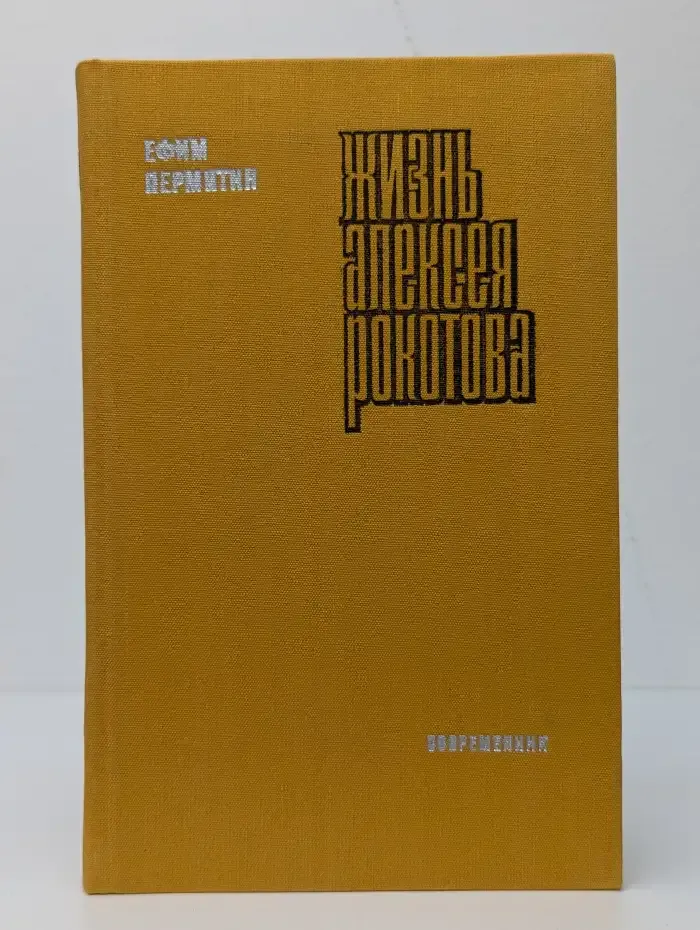 ЕФИМ
ПЕРМИТИН
ЖИЗНЬ
алексея
рокотова
СОВРЕМЕННИК